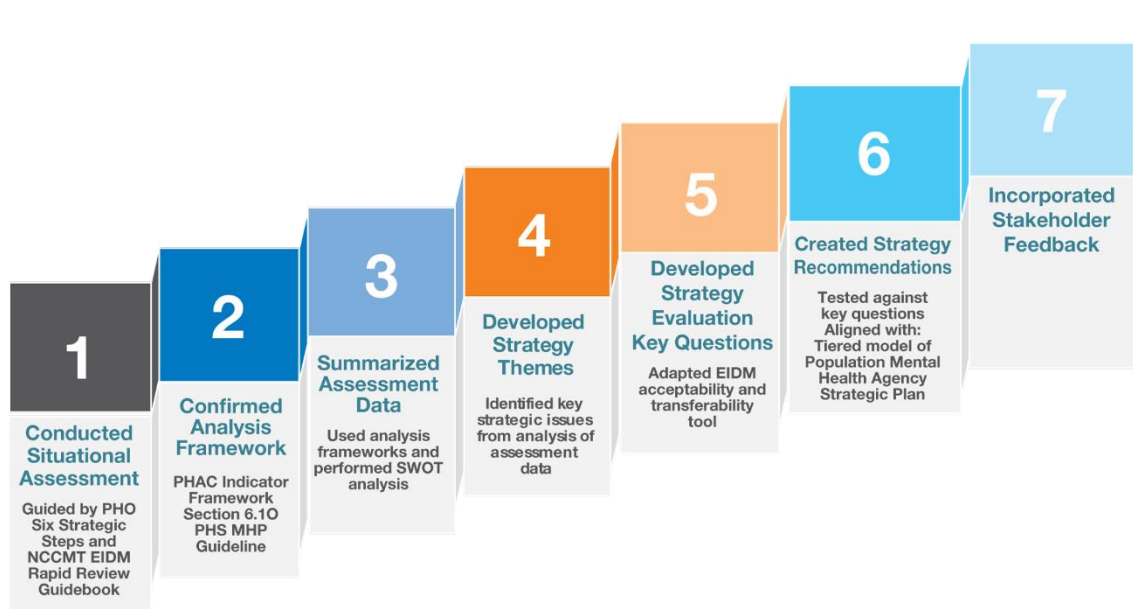 1
Conducted
Situational
Assessment
Guided by PHO
Six Strategic
Steps and
NCCMT EIDM
Rapid Review
Guidebook
2
Confirmed
Analysis
Framework
PHAC Indicator
Framework
Section 6.1O
PHS MHP
Guideline
3
Summarized
Assessment
Data
Used analysis
frameworks and
performed SWOT
analysis
4
Developed
Strategy
Themes
Identified key
strategic issues
from analysis of
assessment
data
5
Developed
Strategy
Evaluation
Key Questions
Adapted EIDM
acceptability and
transferability
tool
6
Created Strategy
Recommendations
Tested against
key questions
Aligned with:
Tiered model of
Population Mental
Health Agency
Strategic Plan
7
Incorporated
Stakeholder
Feedback